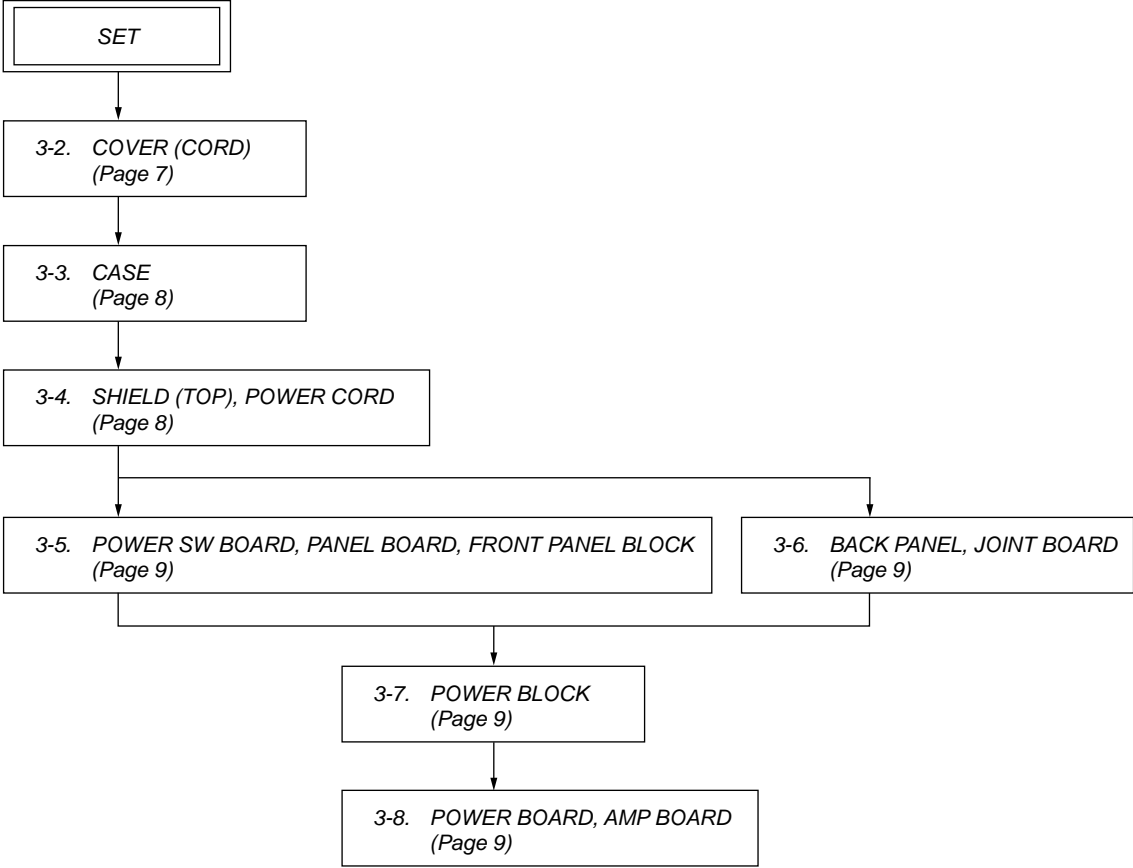 SET
3-2. COVER (CORD)
(Page 7)
3-3. CASE
(Page 8)
3-4. SHIELD (TOP), POWER CORD
(Page 8)
3-5. POWER SW BOARD, PANEL BOARD, FRONT PANEL BLOCK
(Page 9)
3-6. BACK PANEL, JOINT BOARD
(Page 9)
3-7. POWER BLOCK
(Page 9)
3-8. POWER BOARD, AMP BOARD
(Page 9)